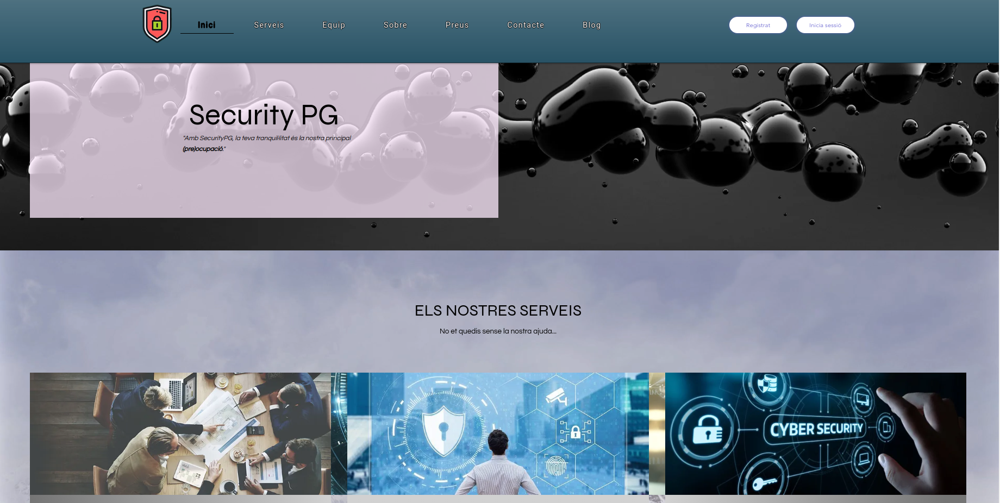 Inici
Serveis
Equip
Sobre
Preus
Contacte
Blog
Registrat
Inicia sessió
Security PG
"Amb SecurityPG, la teva tranquil·litat és la nostra principal
(pre)ocupació."
ELS NOSTRES SERVEIS
No et quedis sense la nostra ajuda...
CYBER SECURITY